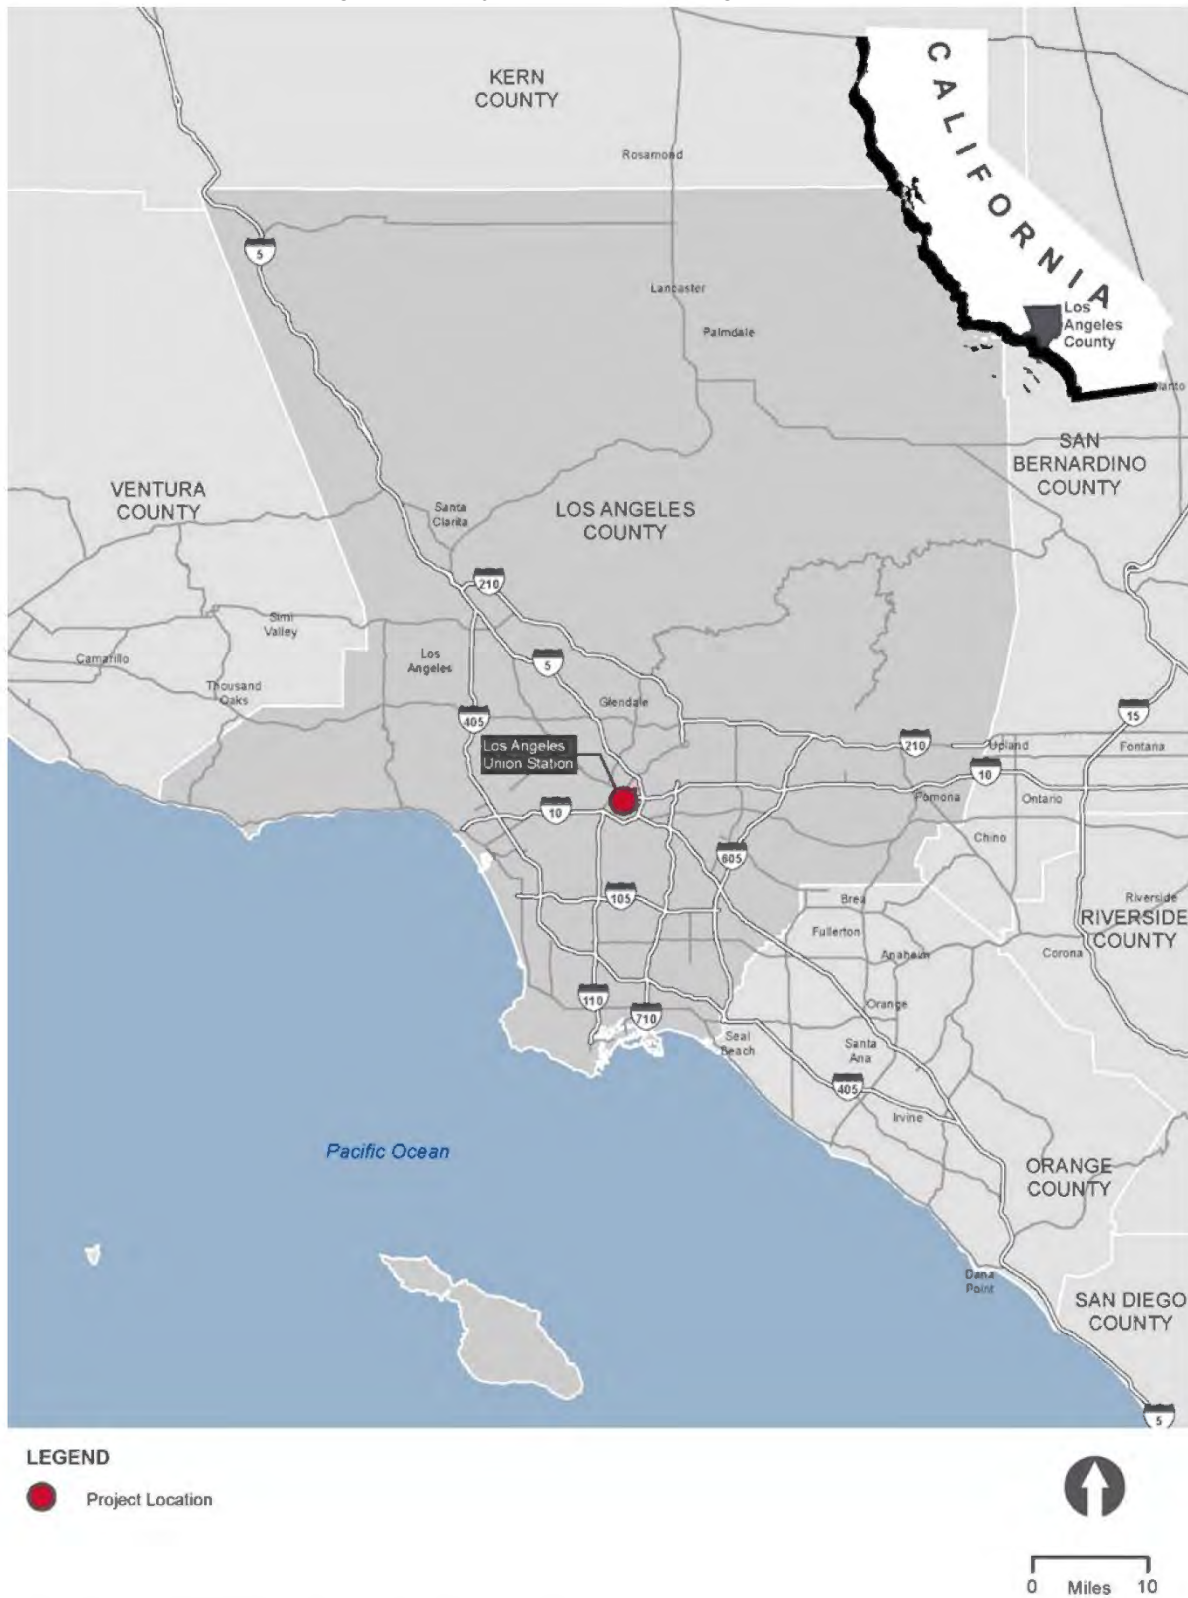 KERN
COUNTY
CALIFORNIA
Rosamond
5
Lancaster
Los
Angeles
County
Palmdale
SAN
BERNARDINO
COUNTY
VENTURA
COUNTY
Santa
Clarita
LOS ANGELES
COUNTY
210
Simi
Valley
Camarillo
Los
Angeles
5
Thousand
Oaks
Glendale
405
15
Los Angeles
Union Station
210
Upland
Fontana
10
10
Pomona
Ontario
Chino
605
105
Brea
Riverside
RIVERSIDE
COUNTY
Fullerton
Anaheim
Corona
110
710
Orange
Seal
Beach
Santa
Ana
405
Irvine
Pacific Ocean
ORANGE
COUNTY
Dana
Point
SAN DIEGO
COUNTY
5
LEGEND
Project Location
0 Miles 10